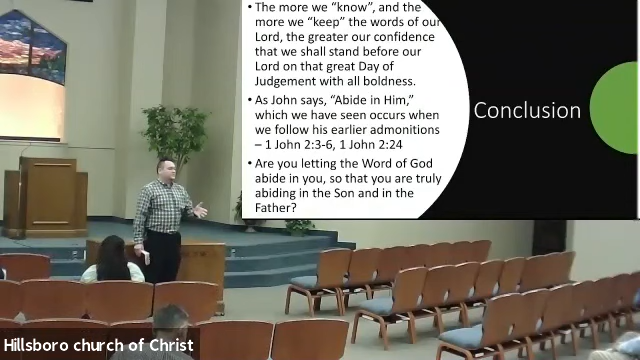 • The more we “know”, and the
more we “keep” the words of our
Lord, the greater our confidence
that we shall stand before our
Lord on that great Day of
Judgement with all boldness.
• As John says, “Abide in Him,”
which we have seen occurs when
we follow his earlier admonitions
– 1 John 2:3-6, 1 John 2:24
• Are you letting the Word of God
abide in you, so that you are truly
abiding in the Son and in the
Father?
Conclusion
Hillsboro church of Christ